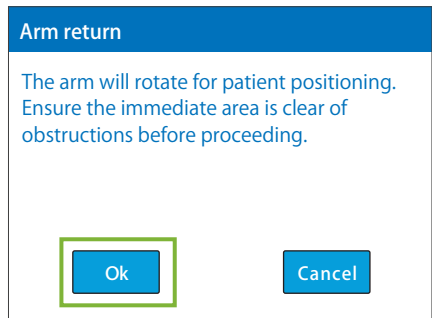 Arm return
The arm will rotate for patient positioning.
Ensure the immediate area is clear of
obstructions before proceeding.
Ok
Cancel